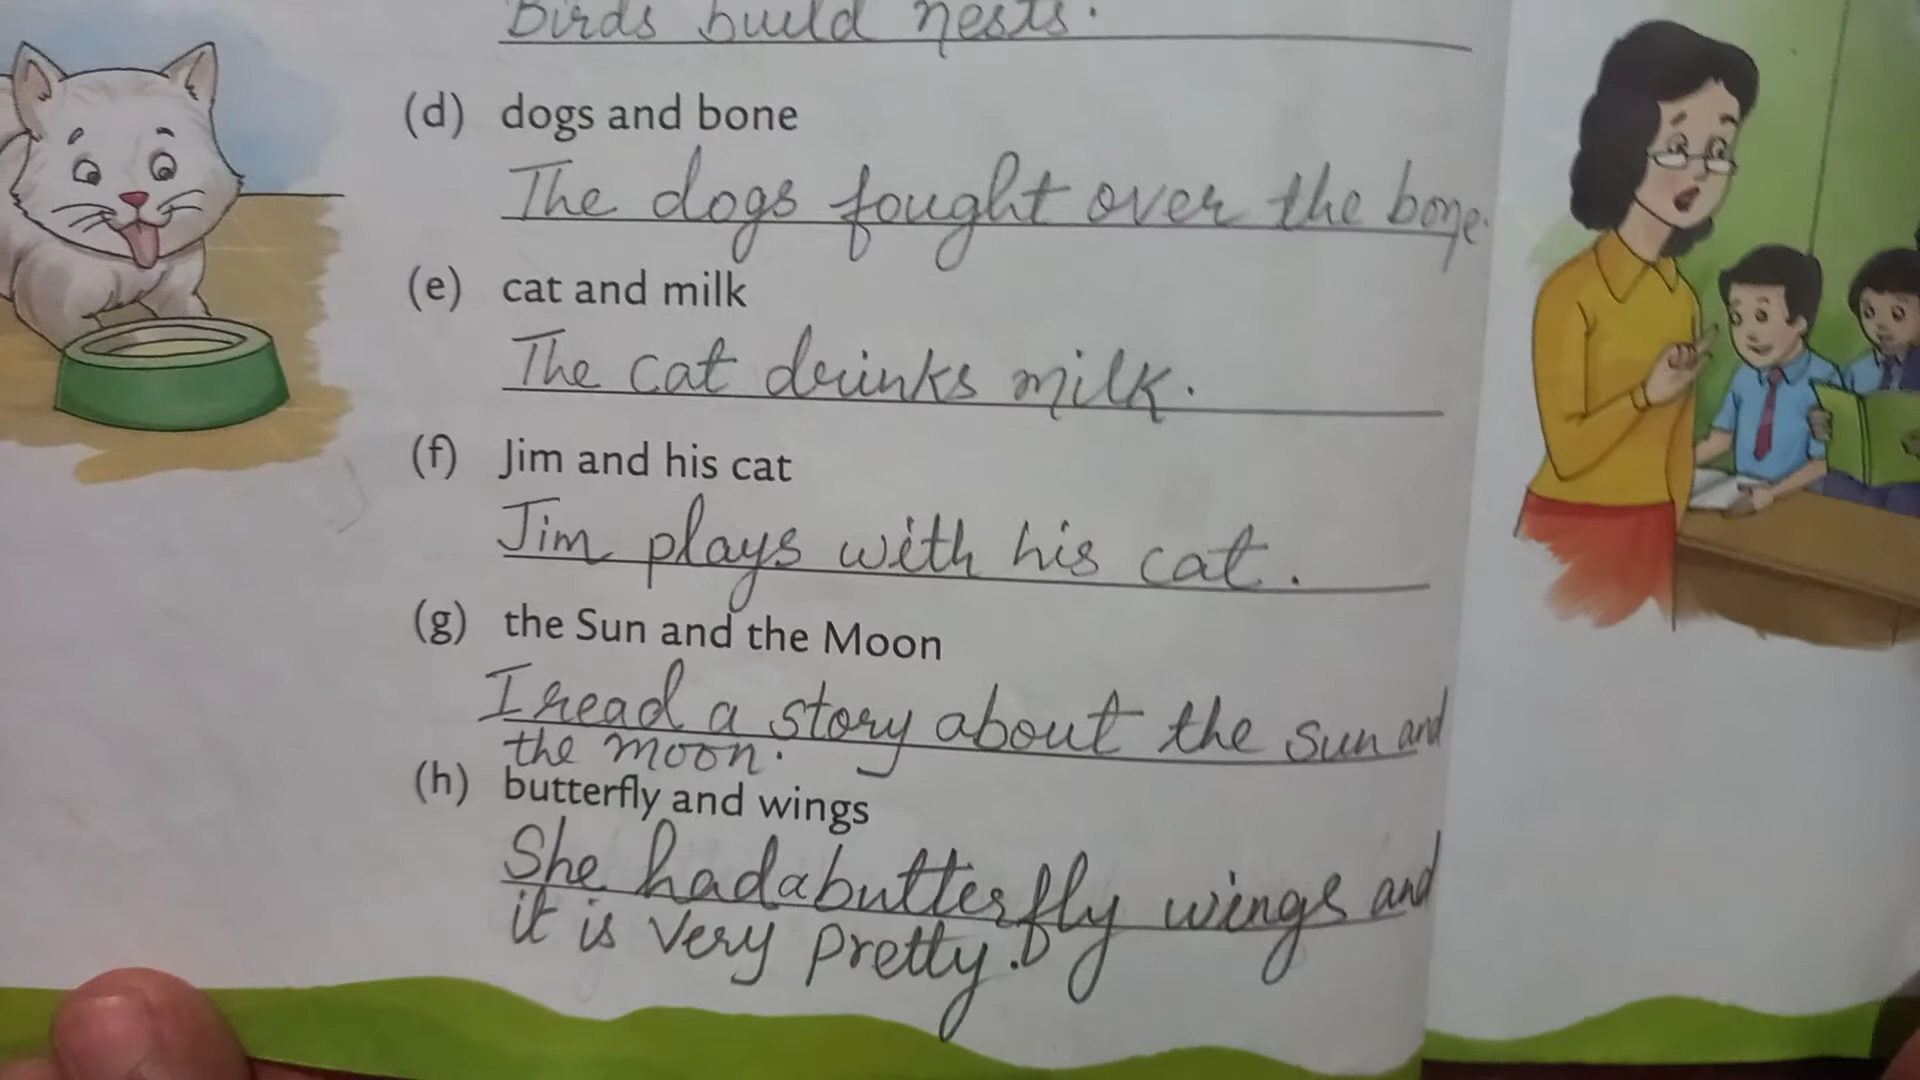 Birds build nests.
(d) dogs and bone
The dogs fought over the bone.
(e) cat and milk
The cat drinks milk.
(f) Jim and his cat
Jim plays with his cat.
(g) the Sun and the Moon
I read a story about the sun and
the moon.
(h) butterfly and wings
She had a butterfly wings and
it is very pretty.